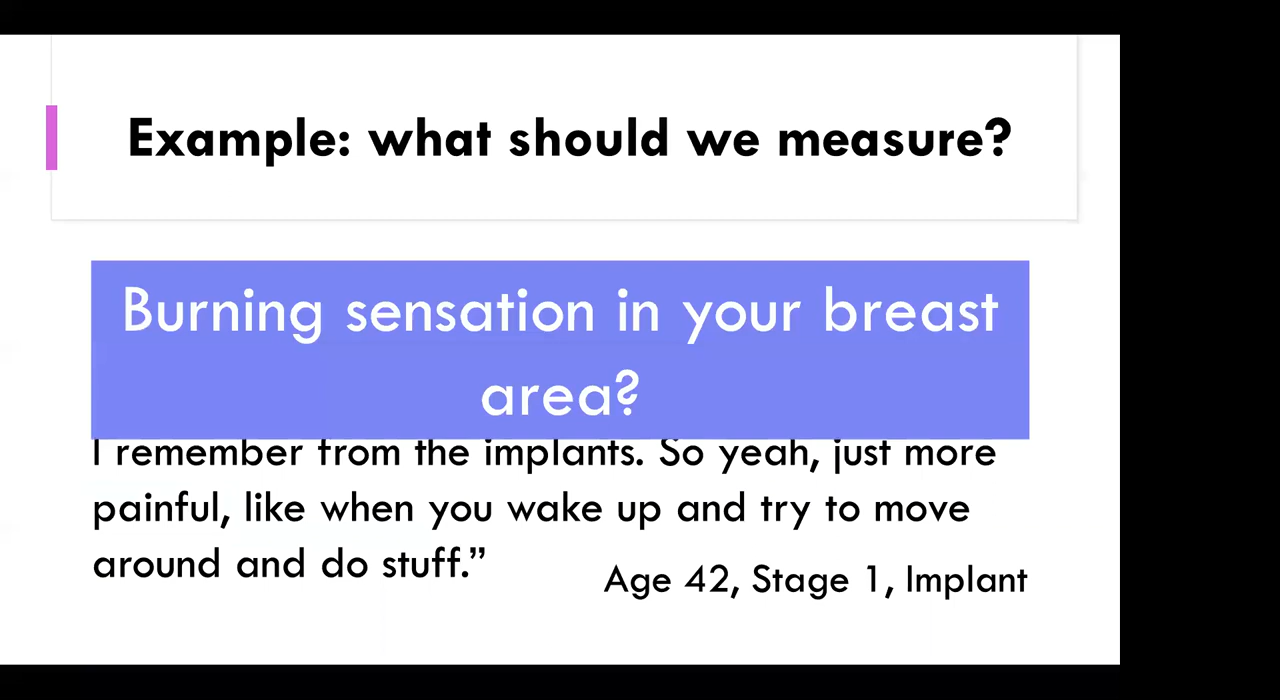 Example: what should we measure?
Burning sensation in your breast
area?
I remember from the implants. So yeah, just more
painful, like when you wake up and try to move
around and do stuff.”
Age 42, Stage 1, Implant